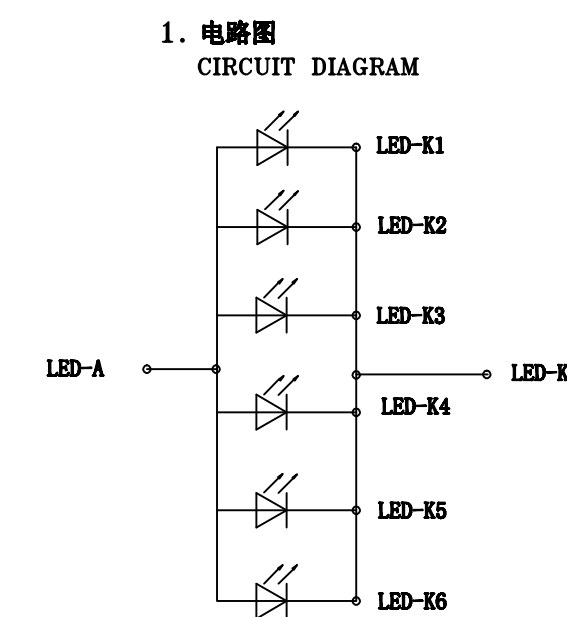 1. 电路图
CIRCUIT DIAGRAM
LED-K1
LED-K2
LED-K3
LED-A
LED-K
LED-K4
LED-K5
LED-K6